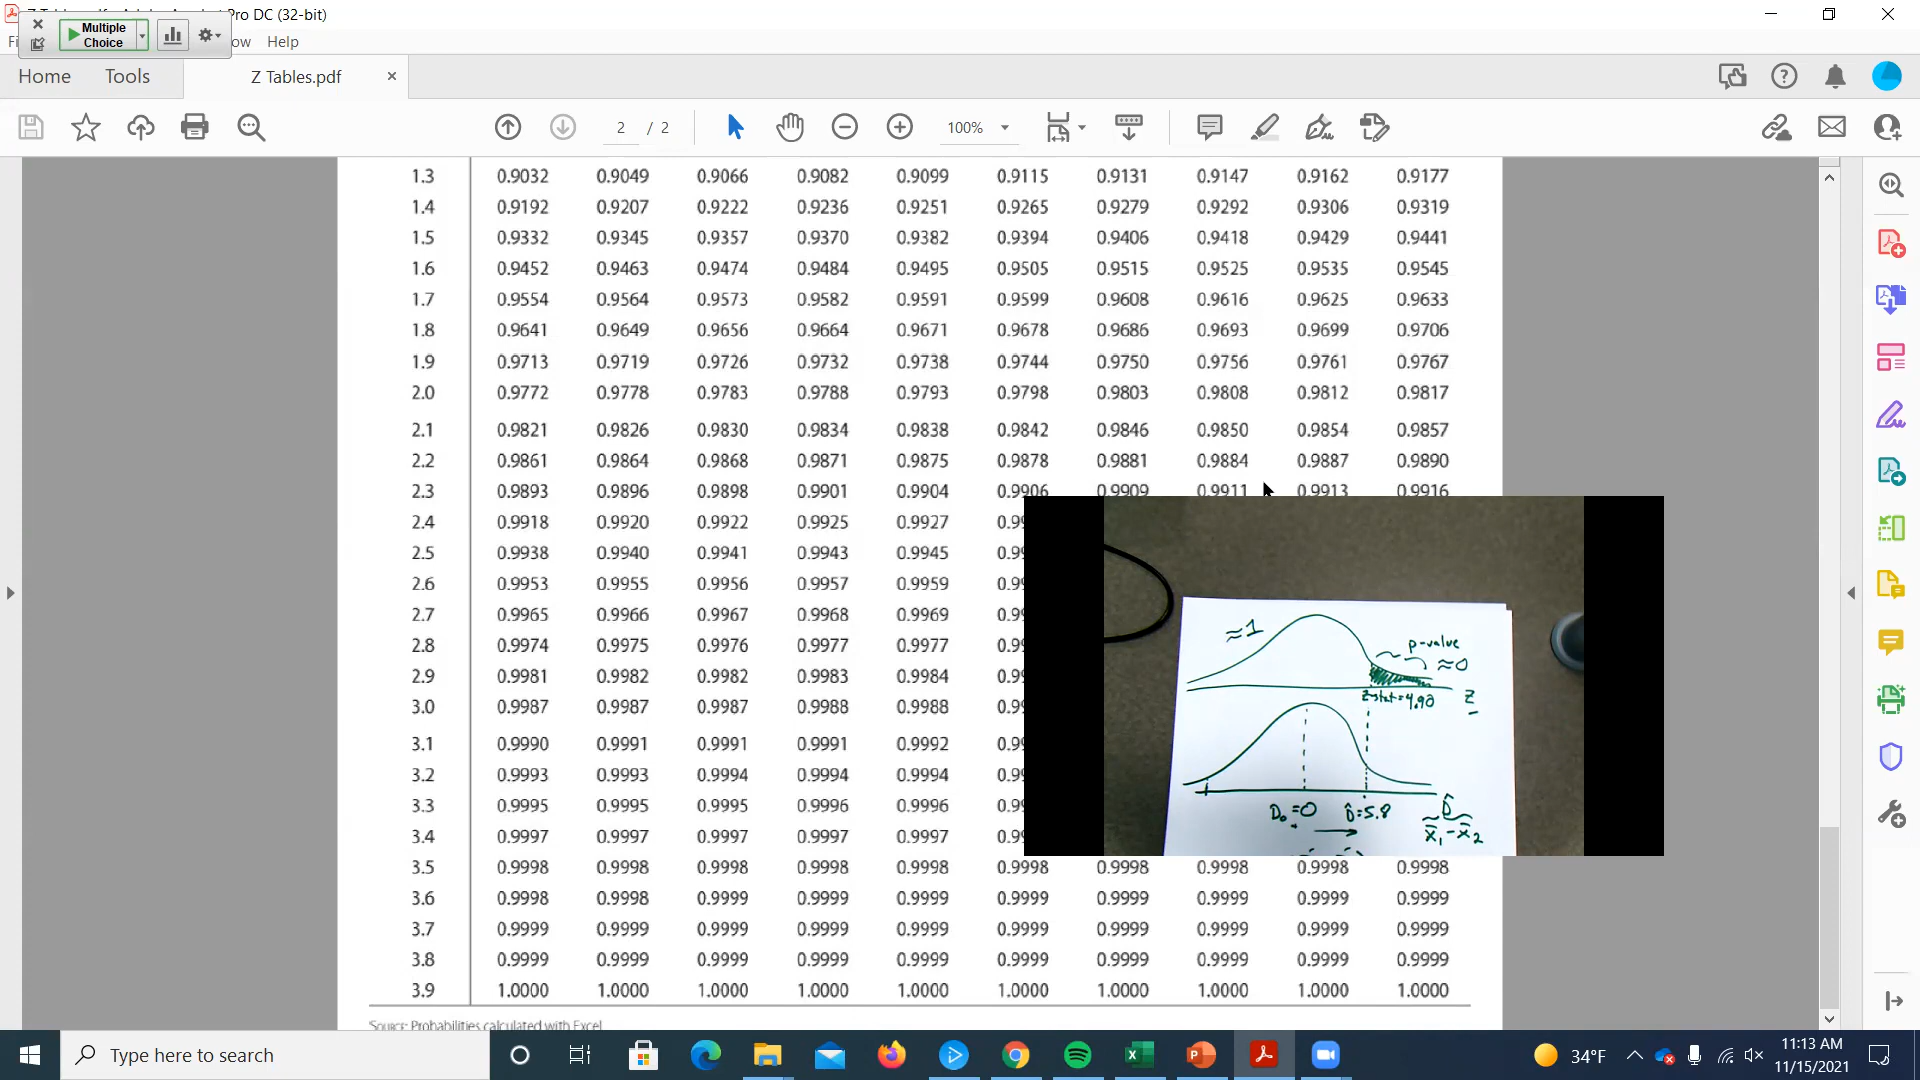 Pro DC (32-bit)
Multiple Choice
Help
Home Tools Z Tables.pdf
2 / 2 100%
1.3 0.9032 0.9049 0.9066 0.9082 0.9099 0.9115 0.9131 0.9147 0.9162 0.9177
1.4 0.9192 0.9207 0.9222 0.9236 0.9251 0.9265 0.9279 0.9292 0.9306 0.9319
1.5 0.9332 0.9345 0.9357 0.9370 0.9382 0.9394 0.9406 0.9418 0.9429 0.9441
1.6 0.9452 0.9463 0.9474 0.9484 0.9495 0.9505 0.9515 0.9525 0.9535 0.9545
1.7 0.9554 0.9564 0.9573 0.9582 0.9591 0.9599 0.9608 0.9616 0.9625 0.9633
1.8 0.9641 0.9649 0.9656 0.9664 0.9671 0.9678 0.9686 0.9693 0.9699 0.9706
1.9 0.9713 0.9719 0.9726 0.9732 0.9738 0.9744 0.9750 0.9756 0.9761 0.9767
2.0 0.9772 0.9778 0.9783 0.9788 0.9793 0.9798 0.9803 0.9808 0.9812 0.9817
2.1 0.9821 0.9826 0.9830 0.9834 0.9838 0.9842 0.9846 0.9850 0.9854 0.9857
2.2 0.9861 0.9864 0.9868 0.9871 0.9875 0.9878 0.9881 0.9884 0.9887 0.9890
2.3 0.9893 0.9896 0.9898 0.9901 0.9904 0.9906 0.9909 0.9911 0.9913 0.9916
2.4 0.9918 0.9920 0.9922 0.9925 0.9927
2.5 0.9938 0.9940 0.9941 0.9943 0.9945
2.6 0.9953 0.9955 0.9956 0.9957 0.9959
2.7 0.9965 0.9966 0.9967 0.9968 0.9969
2.8 0.9974 0.9975 0.9976 0.9977 0.9977
2.9 0.9981 0.9982 0.9982 0.9983 0.9984
3.0 0.9987 0.9987 0.9987 0.9988 0.9988
3.1 0.9990 0.9991 0.9991 0.9991 0.9992
3.2 0.9993 0.9993 0.9994 0.9994 0.9994
3.3 0.9995 0.9995 0.9995 0.9996 0.9996
3.4 0.9997 0.9997 0.9997 0.9997 0.9997
3.5 0.9998 0.9998 0.9998 0.9998 0.9998 0.9998 0.9998 0.9998 0.9998 0.9998
3.6 0.9998 0.9998 0.9999 0.9999 0.9999 0.9999 0.9999 0.9999 0.9999 0.9999
3.7 0.9999 0.9999 0.9999 0.9999 0.9999 0.9999 0.9999 0.9999 0.9999 0.9999
3.8 0.9999 0.9999 0.9999 0.9999 0.9999 0.9999 0.9999 0.9999 0.9999 0.9999
3.9 1.0000 1.0000 1.0000 1.0000 1.0000 1.0000 1.0000 1.0000 1.0000 1.0000
SOURCE: Probabilities calculated with Excel
≈1
p-value
≈0
z-stat=4.90 Z
D₀=0 D̂=5.8 D̂
x̄₁-x̄₂
Type here to search
34°F
11:13 AM
11/15/2021